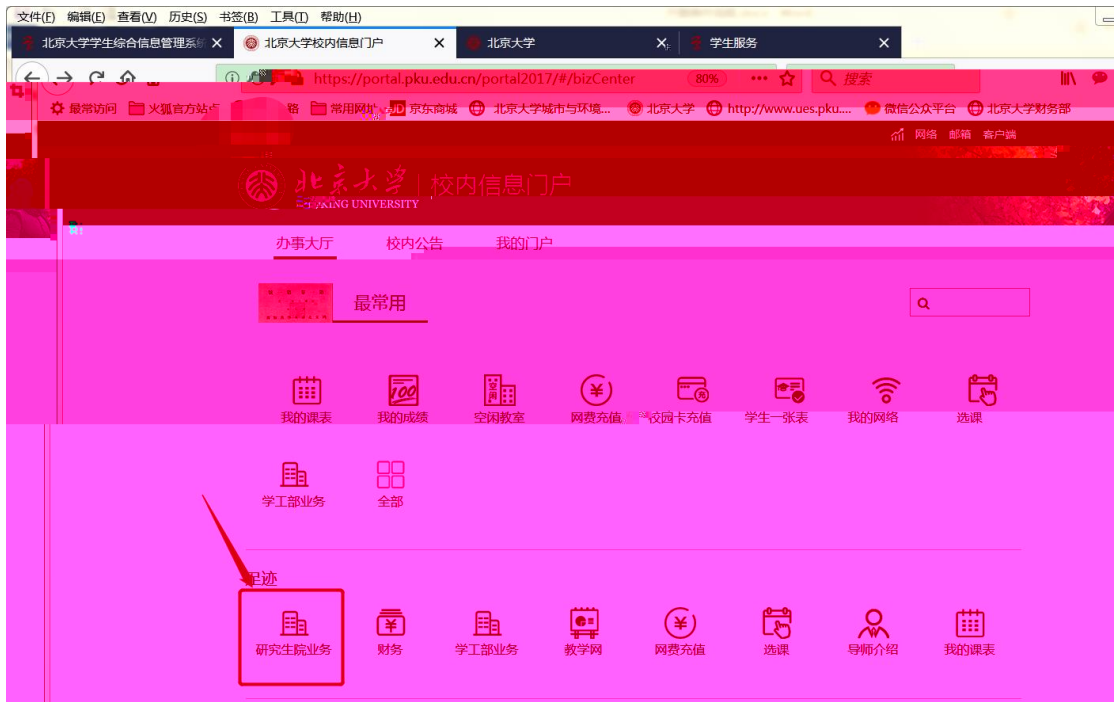 文件(F) 编辑(E) 查看(V) 历史(S) 书签(B) 工具(T) 帮助(H)
北京大学学生综合信息管理系统 北京大学校内信息门户 北京大学 学生服务
https://portal.pku.edu.cn/portal2017/#/bizCenter 80% 搜索
最常访问 火狐官方站点 常用网址 JD 京东商城 北京大学城市与环境... 北京大学 http://www.ues.pku.... 微信公众平台 北京大学财务部
网络 邮箱 客户端
北京大学 校内信息门户
PEKING UNIVERSITY
办事大厅 校内公告 我的门户
最常用
我的课表 我的成绩 空闲教室 网费充值 校园卡充值 学生一张表 我的网络 选课
学工部业务 全部
足迹
研究生院业务 财务 学工部业务 教学网 网费充值 选课 导师介绍 我的课表